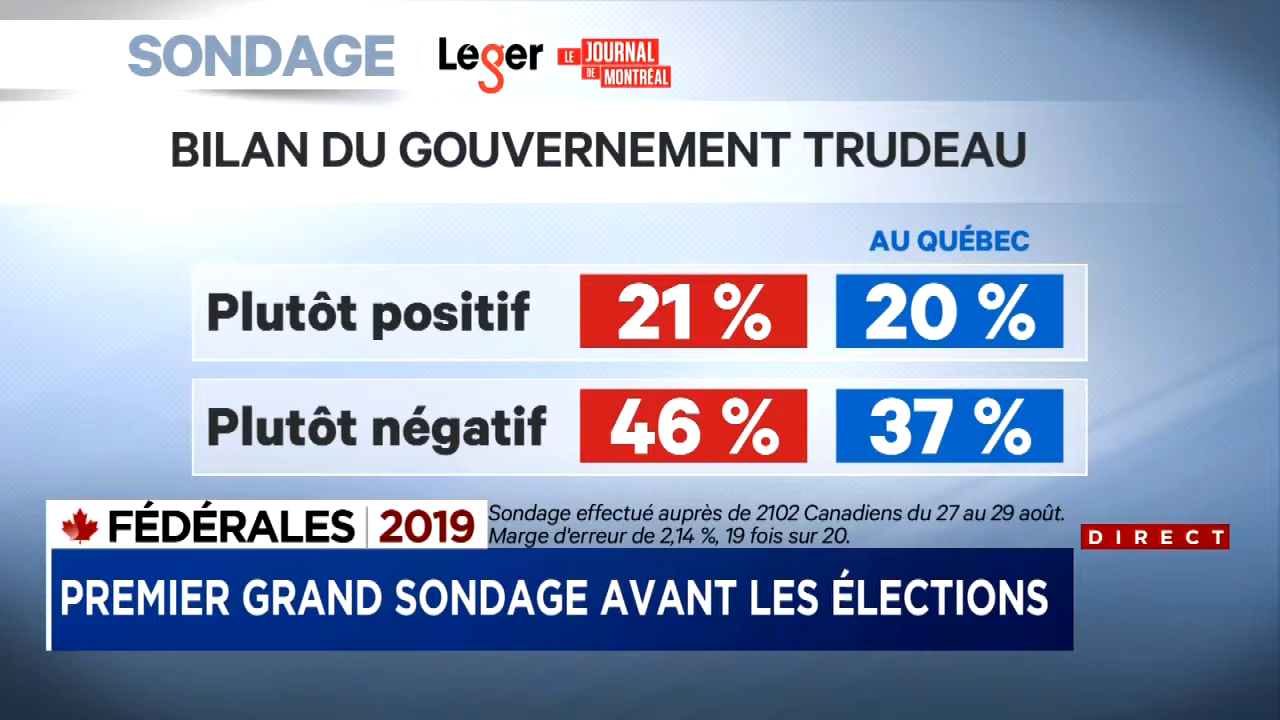 SONDAGE
Leger
LE JOURNAL DE MONTRÉAL
BILAN DU GOUVERNEMENT TRUDEAU
AU QUÉBEC
Plutôt positif 21 % 20 %
Plutôt négatif 46 % 37 %
FÉDÉRALES 2019
Sondage effectué auprès de 2102 Canadiens du 27 au 29 août.
Marge d'erreur de 2,14 %, 19 fois sur 20.
DIRECT
PREMIER GRAND SONDAGE AVANT LES ÉLECTIONS